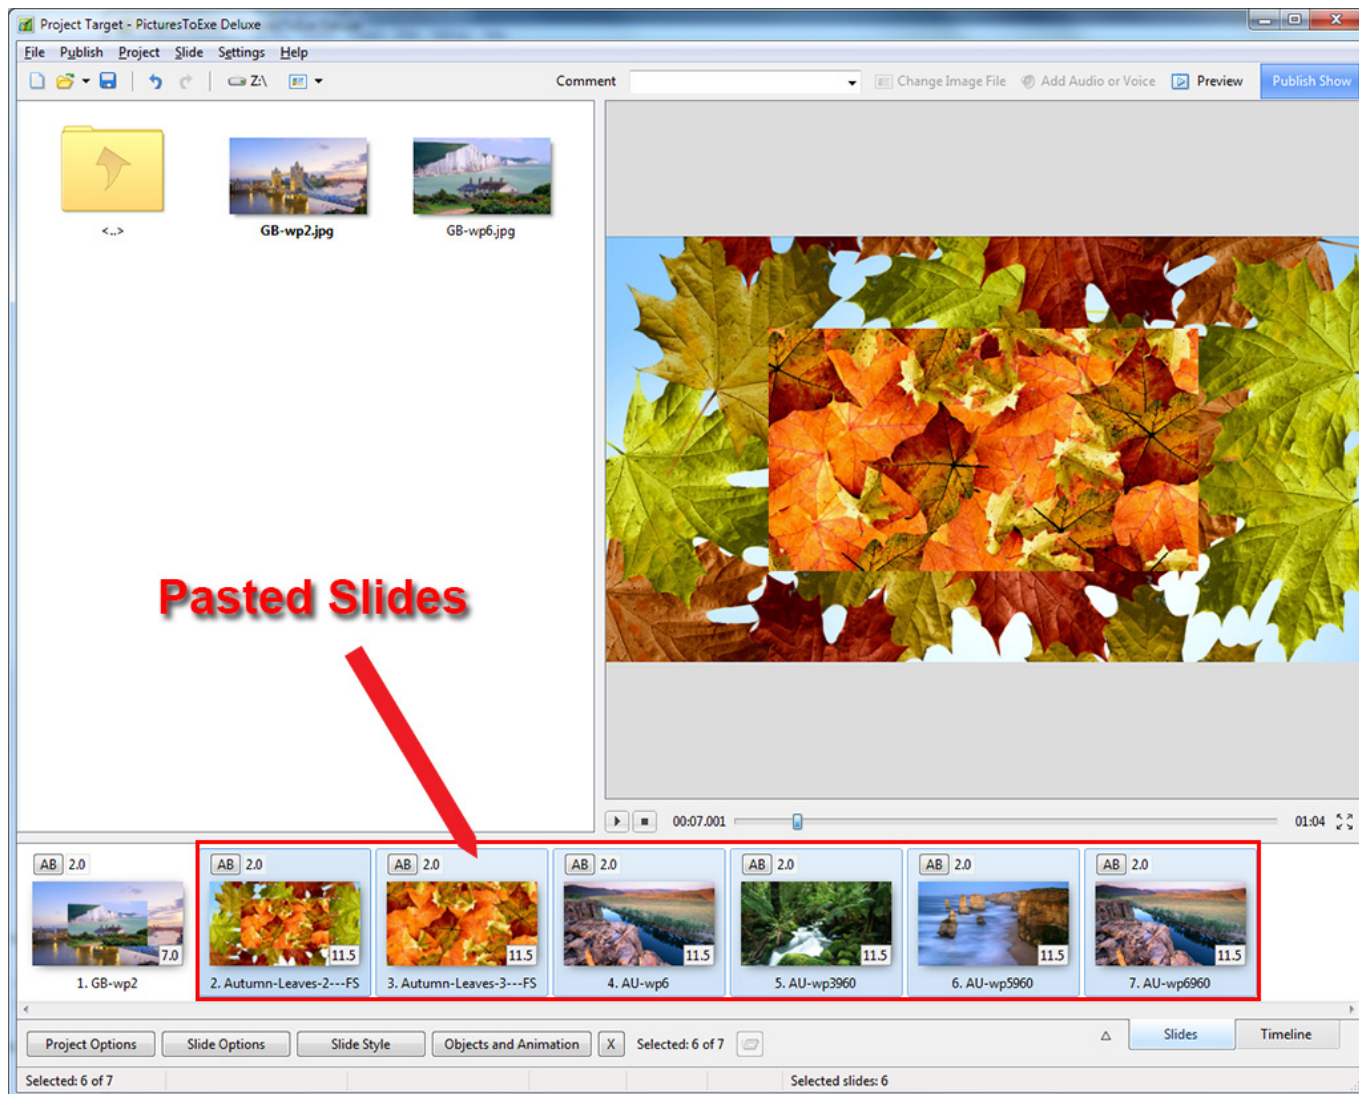 Project Target - PicturesToExe Deluxe
File Publish Project Slide Settings Help
Z:\ Comment Change Image File Add Audio or Voice Preview Publish Show
<..> GB-wp2.jpg GB-wp6.jpg
Pasted Slides
00:07.001 01:04
AB 2.0 AB 2.0 AB 2.0 AB 2.0 AB 2.0 AB 2.0 AB 2.0
7.0 11.5 11.5 11.5 11.5 11.5 11.5
1. GB-wp2 2. Autumn-Leaves-2---FS 3. Autumn-Leaves-3---FS 4. AU-wp6 5. AU-wp3960 6. AU-wp5960 7. AU-wp6960
Project Options Slide Options Slide Style Objects and Animation X Selected: 6 of 7 Slides Timeline
Selected: 6 of 7 Selected slides: 6